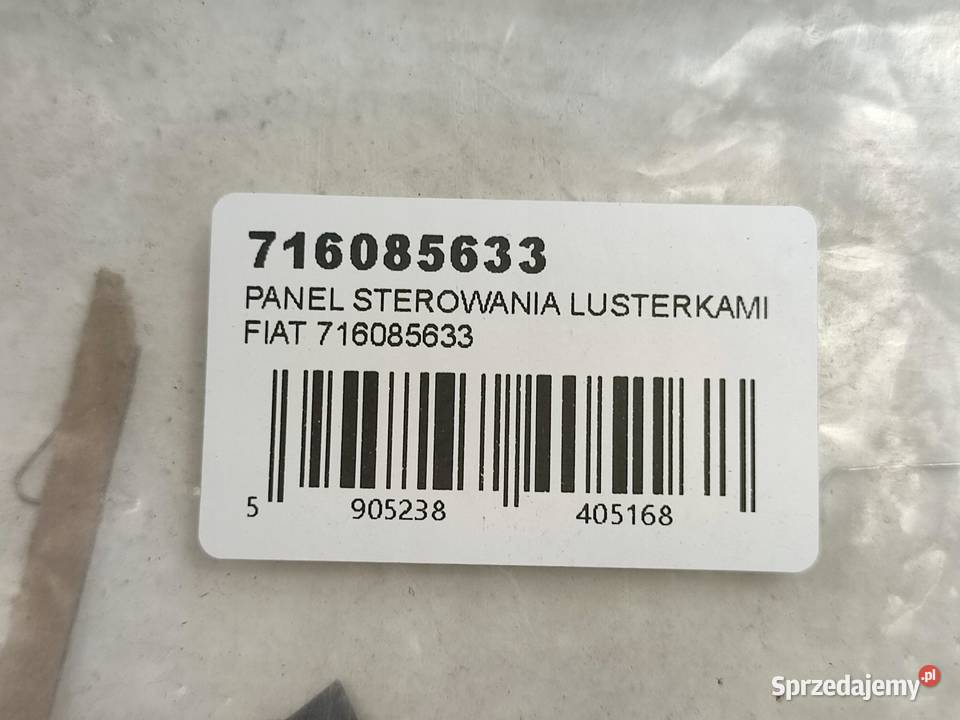 716085633
PANEL STEROWANIA LUSTERKAMI
FIAT 716085633
5 905238 405168
Sprzedajemy.pl